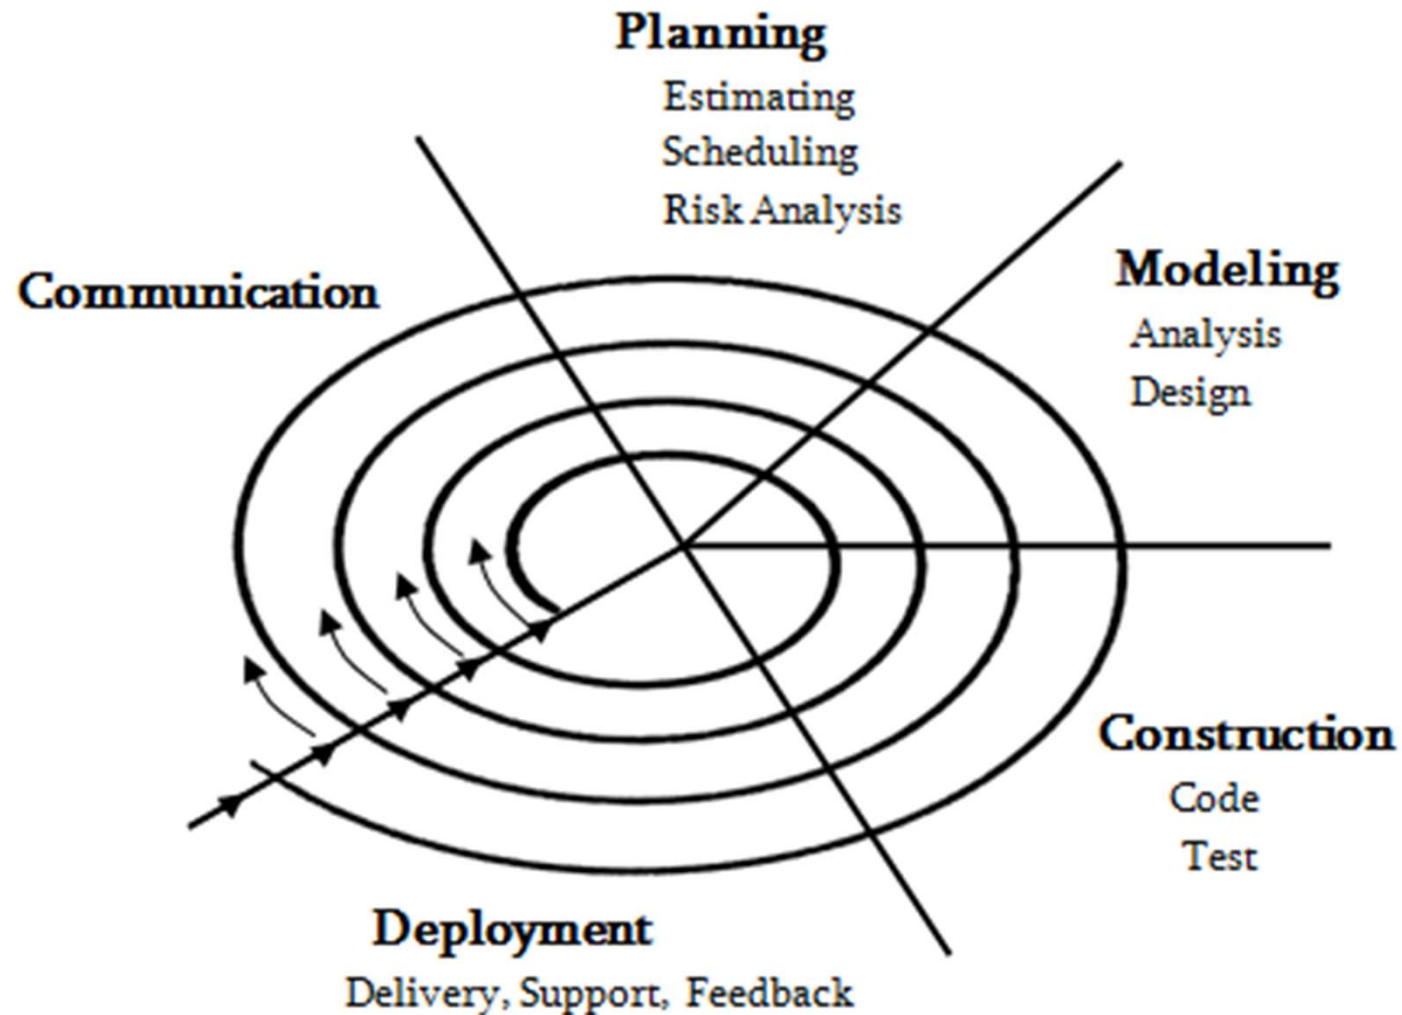 Planning
Estimating
Scheduling
Risk Analysis
Communication
Modeling
Analysis
Design
Construction
Code
Test
Deployment
Delivery, Support, Feedback